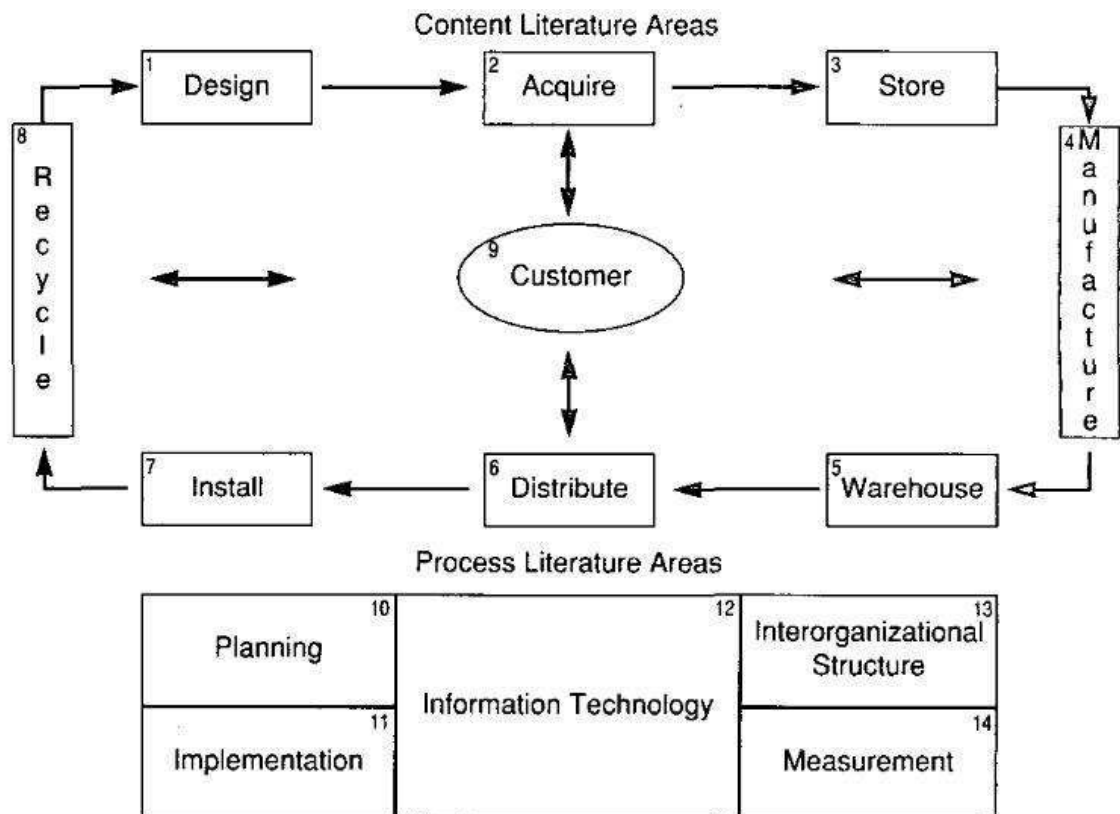 Content Literature Areas
1
Design
2
Acquire
3
Store
8
Recycle
4
Manufacture
9
Customer
7
Install
6
Distribute
5
Warehouse
Process Literature Areas
10
Planning
12
Information Technology
13
Interorganizational
Structure
11
Implementation
14
Measurement